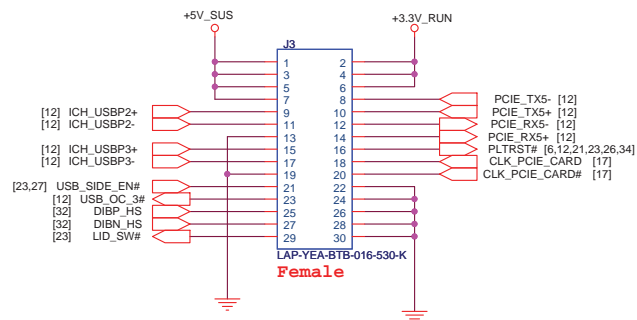 +5V_SUS
+3.3V_RUN
J3
1 2
3 4
5 6
7 8 PCIE_TX5- [12]
[12] ICH_USBP2+ 9 10 PCIE_TX5+ [12]
[12] ICH_USBP2- 11 12 PCIE_RX5- [12]
13 14 PCIE_RX5+ [12]
[12] ICH_USBP3+ 15 16 PLTRST# [6,12,21,23,26,34]
[12] ICH_USBP3- 17 18 CLK_PCIE_CARD [17]
19 20 CLK_PCIE_CARD# [17]
[23,27] USB_SIDE_EN# 21 22
[12] USB_OC_3# 23 24
[32] DIBP_HS 25 26
[32] DIBN_HS 27 28
[23] LID_SW# 29 30
LAP-YEA-BTB-016-530-K
Female